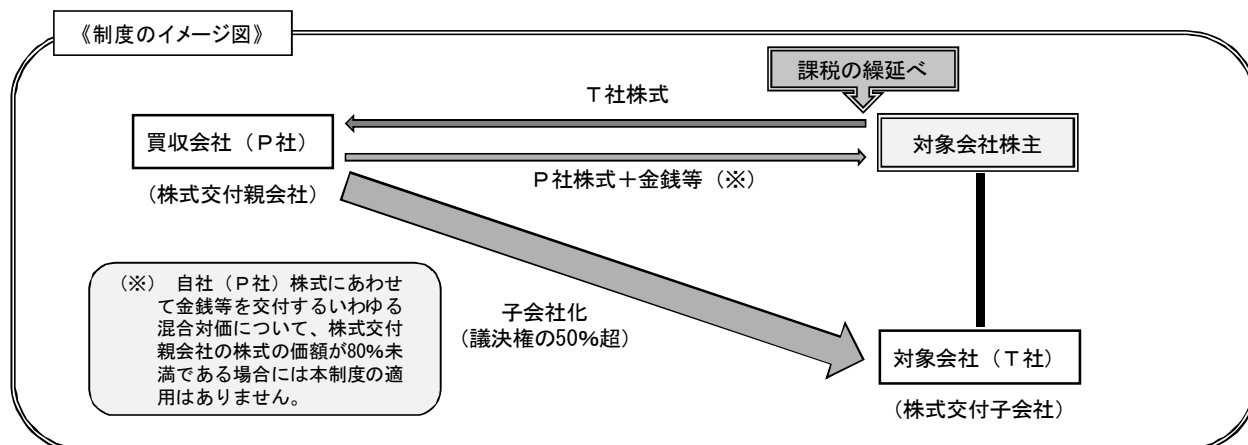 《制度のイメージ図》
課税の繰延べ
T社株式
買収会社（P社）
対象会社株主
P社株式+金銭等（※）
（株式交付親会社）
（※） 自社（P社）株式にあわせ
て金銭等を交付するいわゆる
混合対価について、株式交付
親会社の株式の価額が80%未
満である場合には本制度の適
用はありません。
子会社化
（議決権の50%超）
対象会社（T社）
（株式交付子会社）